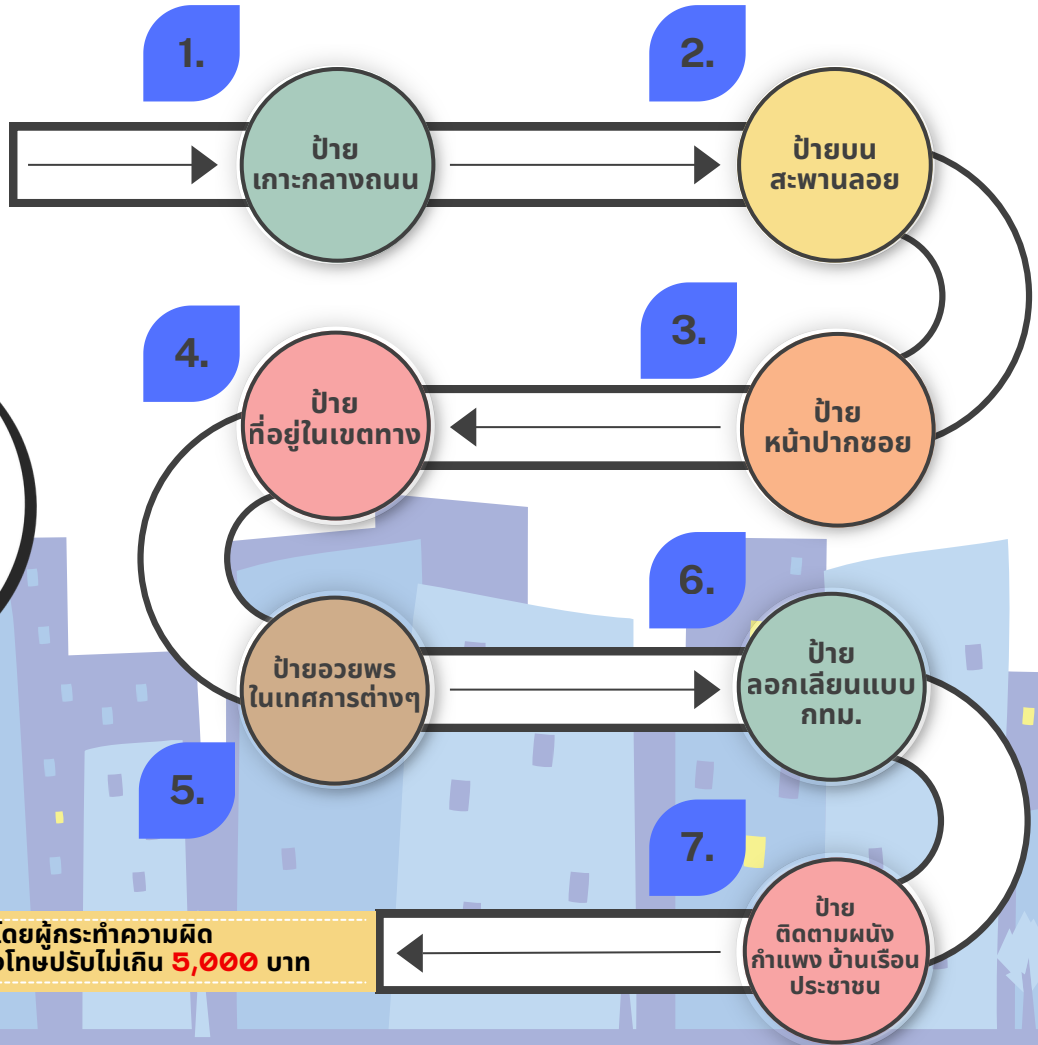 1.
ป้าย
เกาะกลางถนน
2.
ป้ายบน
สะพานลอย
3.
ป้าย
หน้าปากซอย
4.
ป้าย
ที่อยู่ในเขตทาง
5.
ป้ายอวยพร
ในเทศการต่างๆ
6.
ป้าย
ลอกเลียนแบบ
กทม.
7.
ป้าย
ติดตามผนัง
กำแพง บ้านเรือน
ประชาชน
โดยผู้กระทำความผิด
โทษปรับไม่เกิน 5,000 บาท